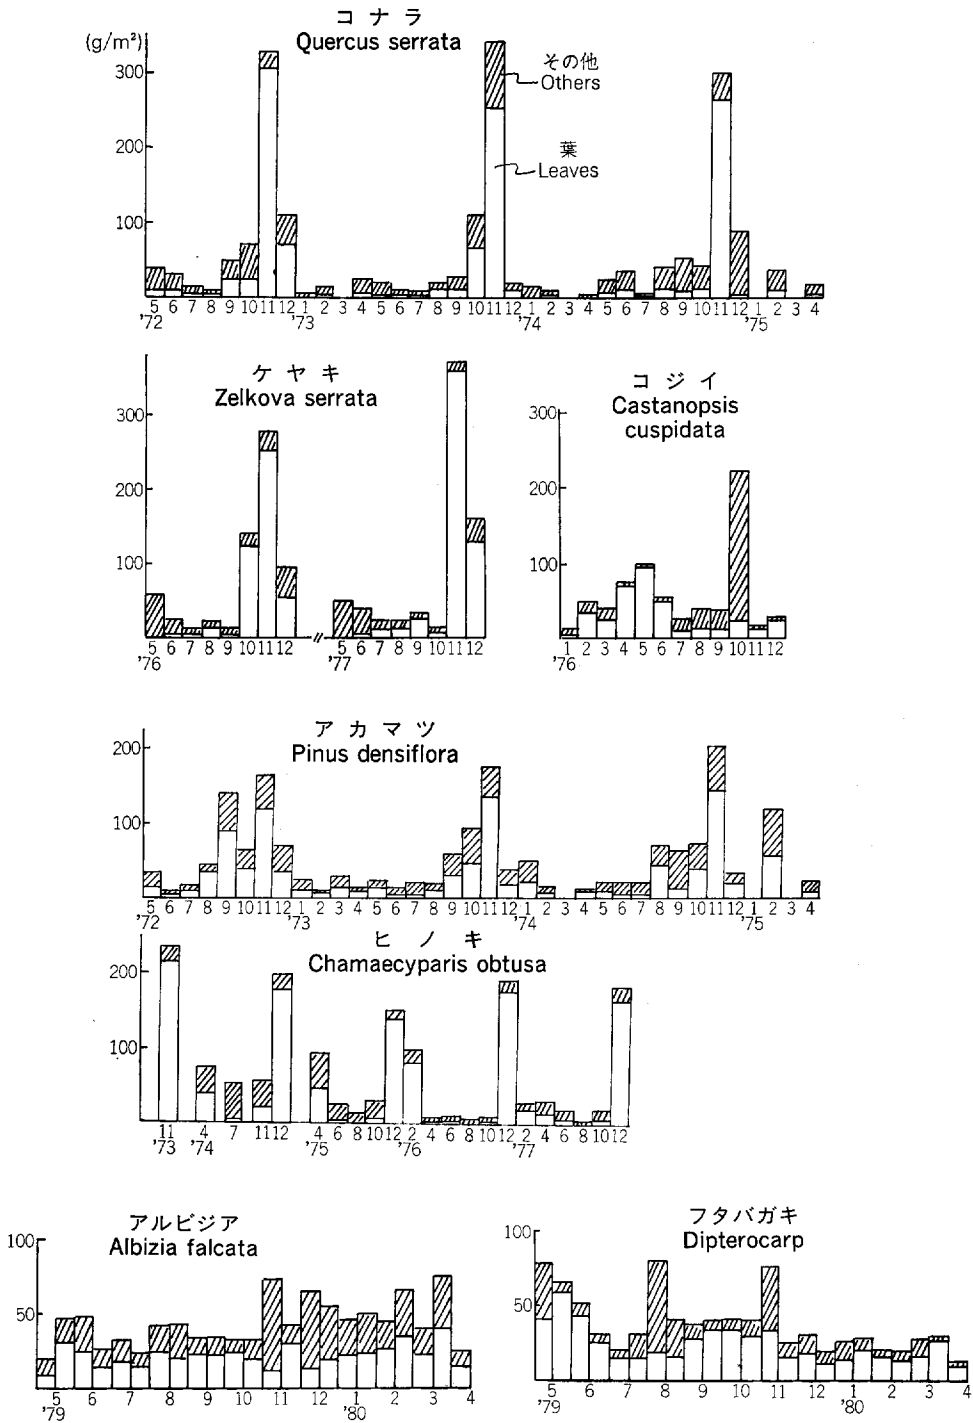 コナラ
Quercus serrata
(g/m²)
300
200
100
その他
Others
葉
Leaves
5 6 7 8 9 10 11 12 1 2 3 4 5 6 7 8 9 10 11 12 1 2 3 4 5 6 7 8 9 10 11 12 1 2 3 4
'72 '73 '74 '75
ケヤキ
Zelkova serrata
300
200
100
5 6 7 8 9 10 11 12 5 6 7 8 9 10 11 12
'76 '77
コジイ
Castanopsis
cuspidata
300
200
100
1 2 3 4 5 6 7 8 9 10 11 12
'76
アカマツ
Pinus densiflora
200
100
5 6 7 8 9 10 11 12 1 2 3 4 5 6 7 8 9 10 11 12 1 2 3 4 5 6 7 8 9 10 11 12 1 2 3 4
'72 '73 '74 '75
ヒノキ
Chamaecyparis obtusa
200
100
11 4 7 11 12 4 6 8 10 12 2 4 6 8 10 12 2 4 6 8 10 12
'73 '74 '75 '76 '77
アルビジア
Albizia falcata
100
50
5 6 7 8 9 10 11 12 1 2 3 4
'79 '80
フタバガキ
Dipterocarp
100
50
5 6 7 8 9 10 11 12 1 2 3 4
'79 '80